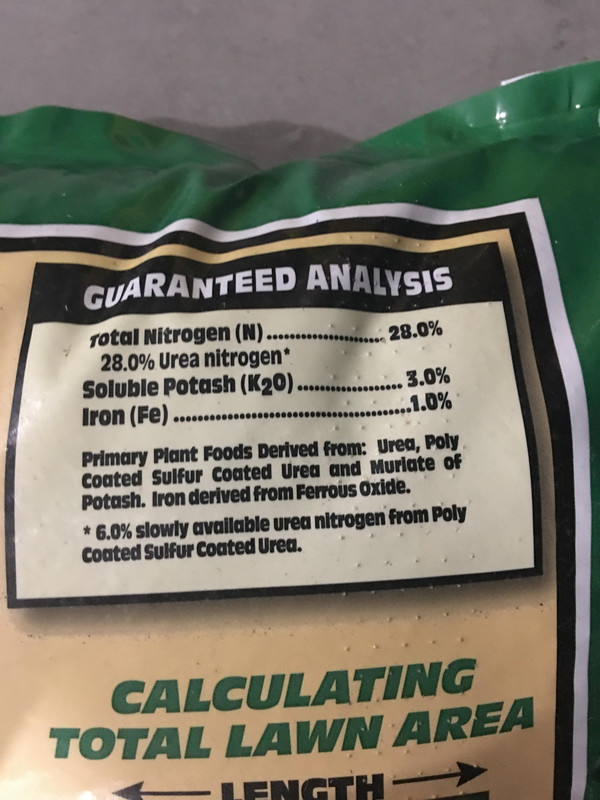 GUARANTEED ANALYSIS
Total Nitrogen (N) ........................ 28.0%
28.0% Urea nitrogen*
Soluble Potash (K2O) .................. 3.0%
Iron (Fe) ........................................1.0%
Primary Plant Foods Derived from: Urea, Poly
Coated Sulfur Coated Urea and Muriate of
Potash. Iron derived from Ferrous Oxide.
* 6.0% slowly available urea nitrogen from Poly
Coated Sulfur Coated Urea.
CALCULATING
TOTAL LAWN AREA
LENGTH